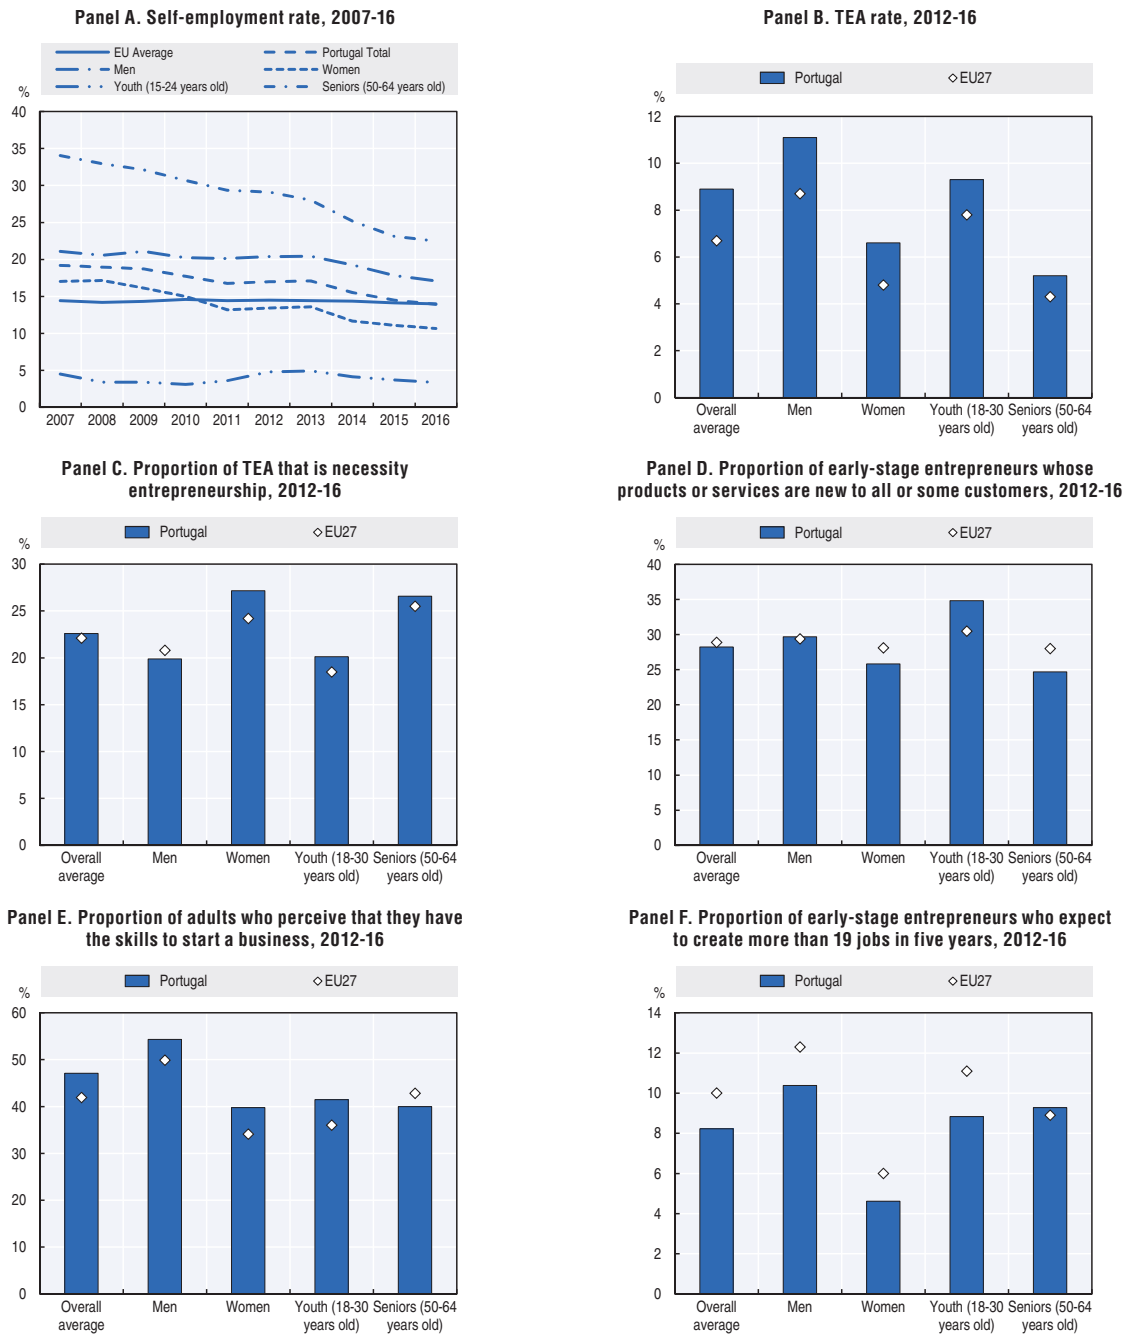 Panel A. Self-employment rate, 2007-16
EU Average
Portugal Total
Men
Women
Youth (15-24 years old)
Seniors (50-64 years old)
%
40
35
30
25
20
15
10
5
0
2007 2008 2009 2010 2011 2012 2013 2014 2015 2016
Panel B. TEA rate, 2012-16
Portugal
EU27
%
12
10
8
6
4
2
0
Overall average
Men
Women
Youth (18-30 years old)
Seniors (50-64 years old)
Panel C. Proportion of TEA that is necessity
entrepreneurship, 2012-16
Portugal
EU27
%
30
25
20
15
10
5
0
Overall average
Men
Women
Youth (18-30 years old)
Seniors (50-64 years old)
Panel D. Proportion of early-stage entrepreneurs whose
products or services are new to all or some customers, 2012-16
Portugal
EU27
%
40
35
30
25
20
15
10
5
0
Overall average
Men
Women
Youth (18-30 years old)
Seniors (50-64 years old)
Panel E. Proportion of adults who perceive that they have
the skills to start a business, 2012-16
Portugal
EU27
%
60
50
40
30
20
10
0
Overall average
Men
Women
Youth (18-30 years old)
Seniors (50-64 years old)
Panel F. Proportion of early-stage entrepreneurs who expect
to create more than 19 jobs in five years, 2012-16
Portugal
EU27
%
14
12
10
8
6
4
2
0
Overall average
Men
Women
Youth (18-30 years old)
Seniors (50-64 years old)